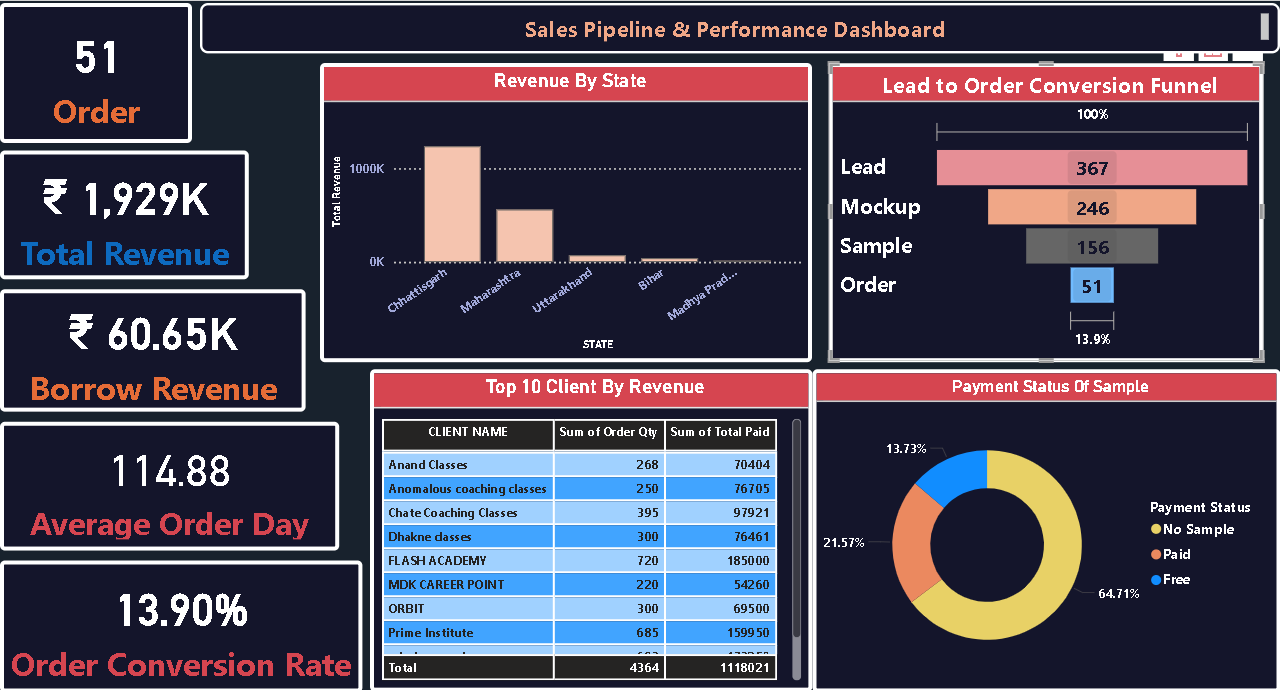 Sales Pipeline & Performance Dashboard
51
Order
₹ 1,929K
Total Revenue
₹ 60.65K
Borrow Revenue
114.88
Average Order Day
13.90%
Order Conversion Rate
Revenue By State
Total Revenue
1000K
0K
Chhattisgarh
Maharashtra
Uttarakhand
Bihar
Madhya Prad...
STATE
Lead to Order Conversion Funnel
100%
Lead 367
Mockup 246
Sample 156
Order 51
13.9%
Top 10 Client By Revenue
CLIENT NAME Sum of Order Qty Sum of Total Paid
Anand Classes 268 70404
Anomalous coaching classes 250 76705
Chate Coaching Classes 395 97921
Dhakne classes 300 76461
FLASH ACADEMY 720 185000
MDK CAREER POINT 220 54260
ORBIT 300 69500
Prime Institute 685 159950
Total 4364 1118021
Payment Status Of Sample
13.73%
21.57%
64.71%
Payment Status
No Sample
Paid
Free